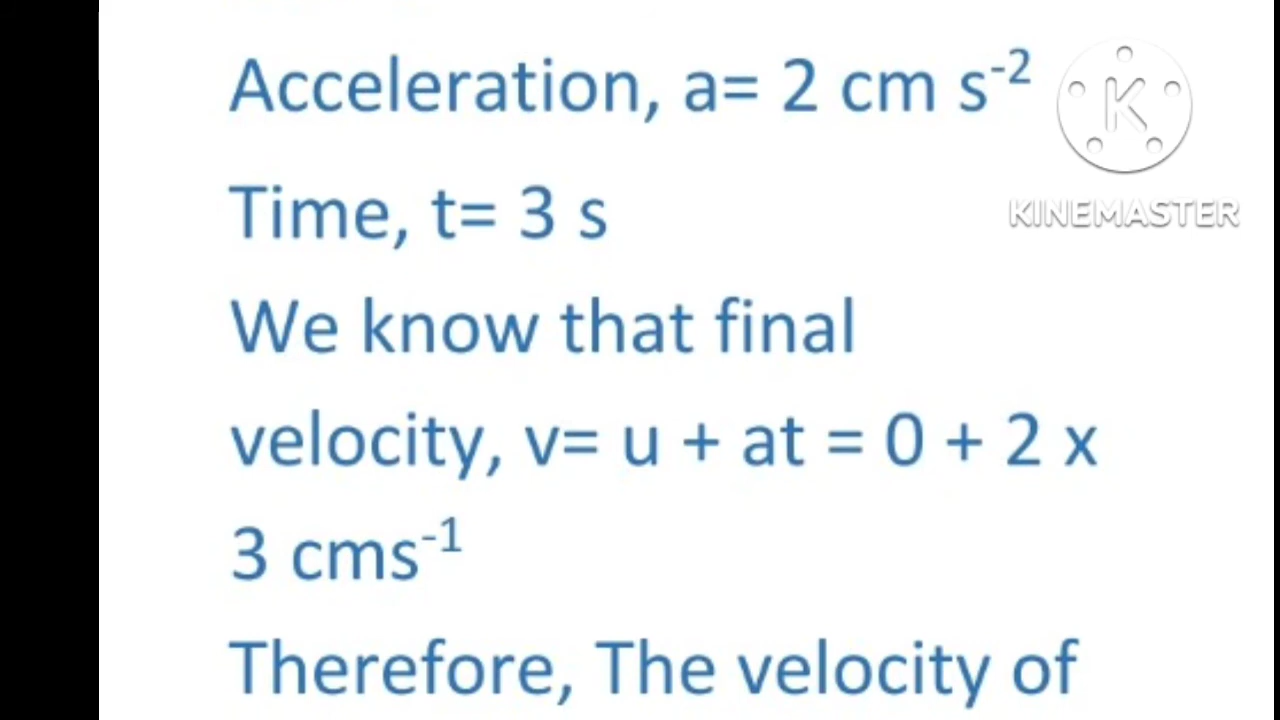 Acceleration, a= 2 cm s⁻²
KINEMASTER
Time, t= 3 s
We know that final
velocity, v= u + at = 0 + 2 x
3 cms⁻¹
Therefore, The velocity of